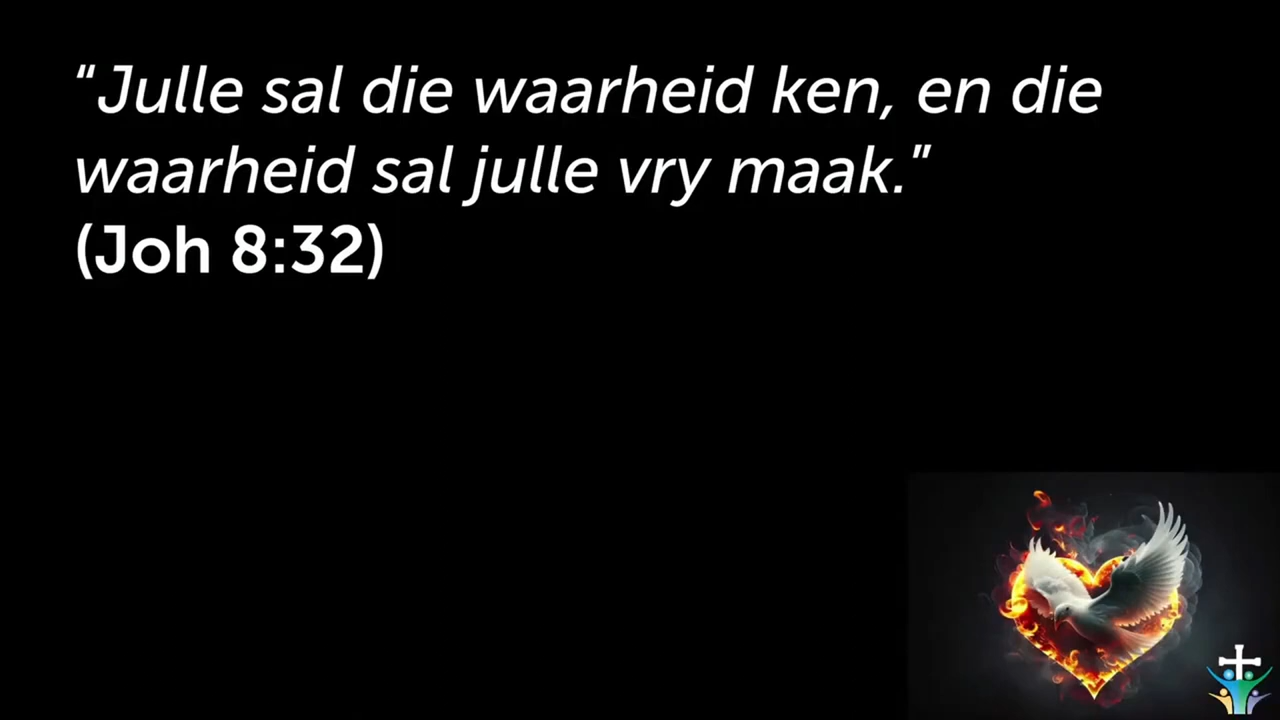 “Julle sal die waarheid ken, en die
waarheid sal julle vry maak.”
(Joh 8:32)